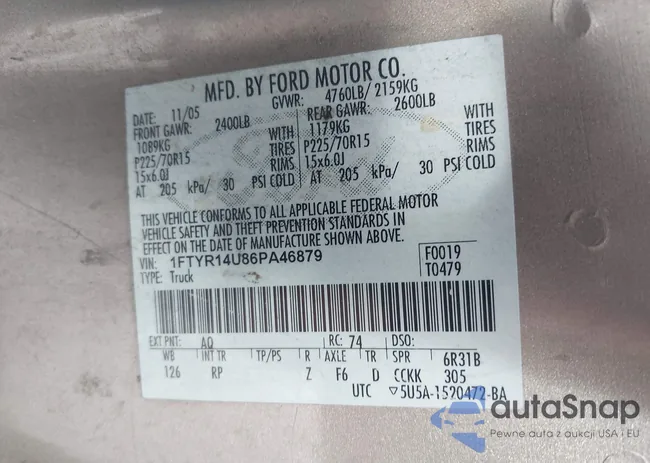 MFD. BY FORD MOTOR CO.
DATE: 11/05 GVWR: 4760LB/ 2159KG
FRONT GAWR: 2400LB REAR GAWR: 2600LB
1089KG 1179KG WITH
P225/70R15 P225/70R15 TIRES
15x6.0J 15x6.0J RIMS
AT 205 kPa/ 30 PSI COLD AT 205 kPa/ 30 PSI COLD
THIS VEHICLE CONFORMS TO ALL APPLICABLE FEDERAL MOTOR
VEHICLE SAFETY AND THEFT PREVENTION STANDARDS IN
EFFECT ON THE DATE OF MANUFACTURE SHOWN ABOVE.
VIN: 1FTYR14U86PA46879 F0019
TYPE: Truck T0479
EXT PNT: AQ RC: 74 DSO:
WB INT TR TP/PS R AXLE TR SPR 6R31B
126 RP Z F6 D CCKK 305
UTC ▽5U5A-1520472-BA
autaSnap
Pewne auta z aukcji USA i EU